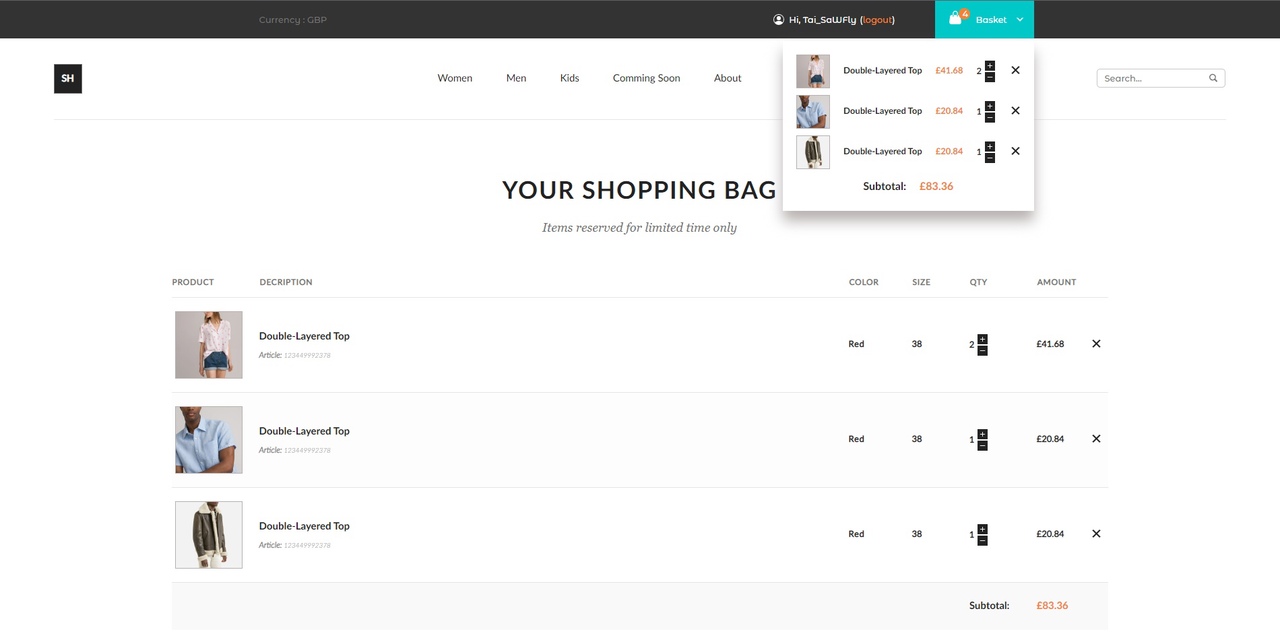 Currency : GBP
Hi, Tai_SaWFly (logout)
4
Basket
SH
Women Men Kids Comming Soon About
Search...
Double-Layered Top £41.68 2 + −
Double-Layered Top £20.84 1 + −
Double-Layered Top £20.84 1 + −
Subtotal: £83.36
YOUR SHOPPING BAG
Items reserved for limited time only
PRODUCT DECRIPTION COLOR SIZE QTY AMOUNT
Double-Layered Top
Article: 123449992378
Red 38 2 + − £41.68
Double-Layered Top
Article: 123449992378
Red 38 1 + − £20.84
Double-Layered Top
Article: 123449992378
Red 38 1 + − £20.84
Subtotal: £83.36